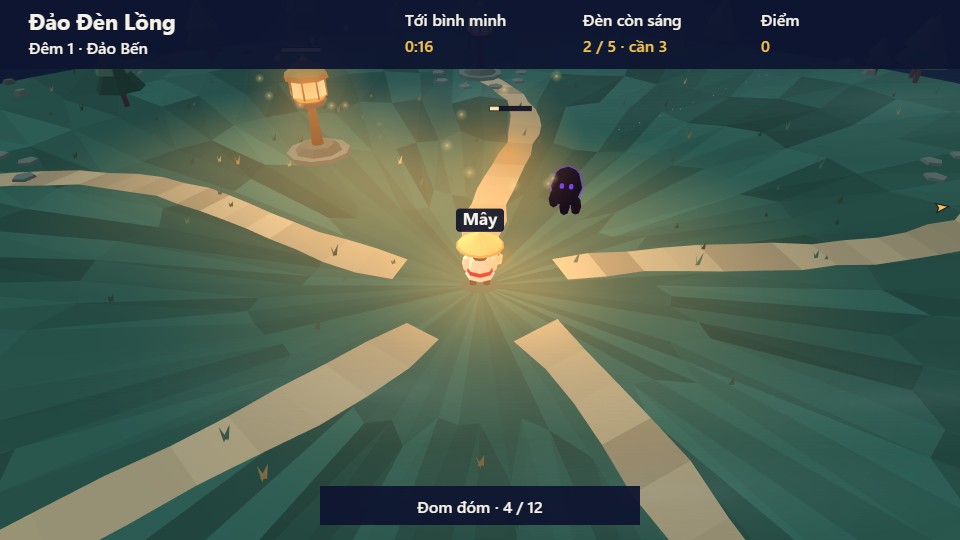 Đảo Đèn Lồng
Đêm 1 · Đảo Bến
Tới bình minh
0:16
Đèn còn sáng
2 / 5 · cần 3
Điểm
0
Mây
Đom đóm · 4 / 12